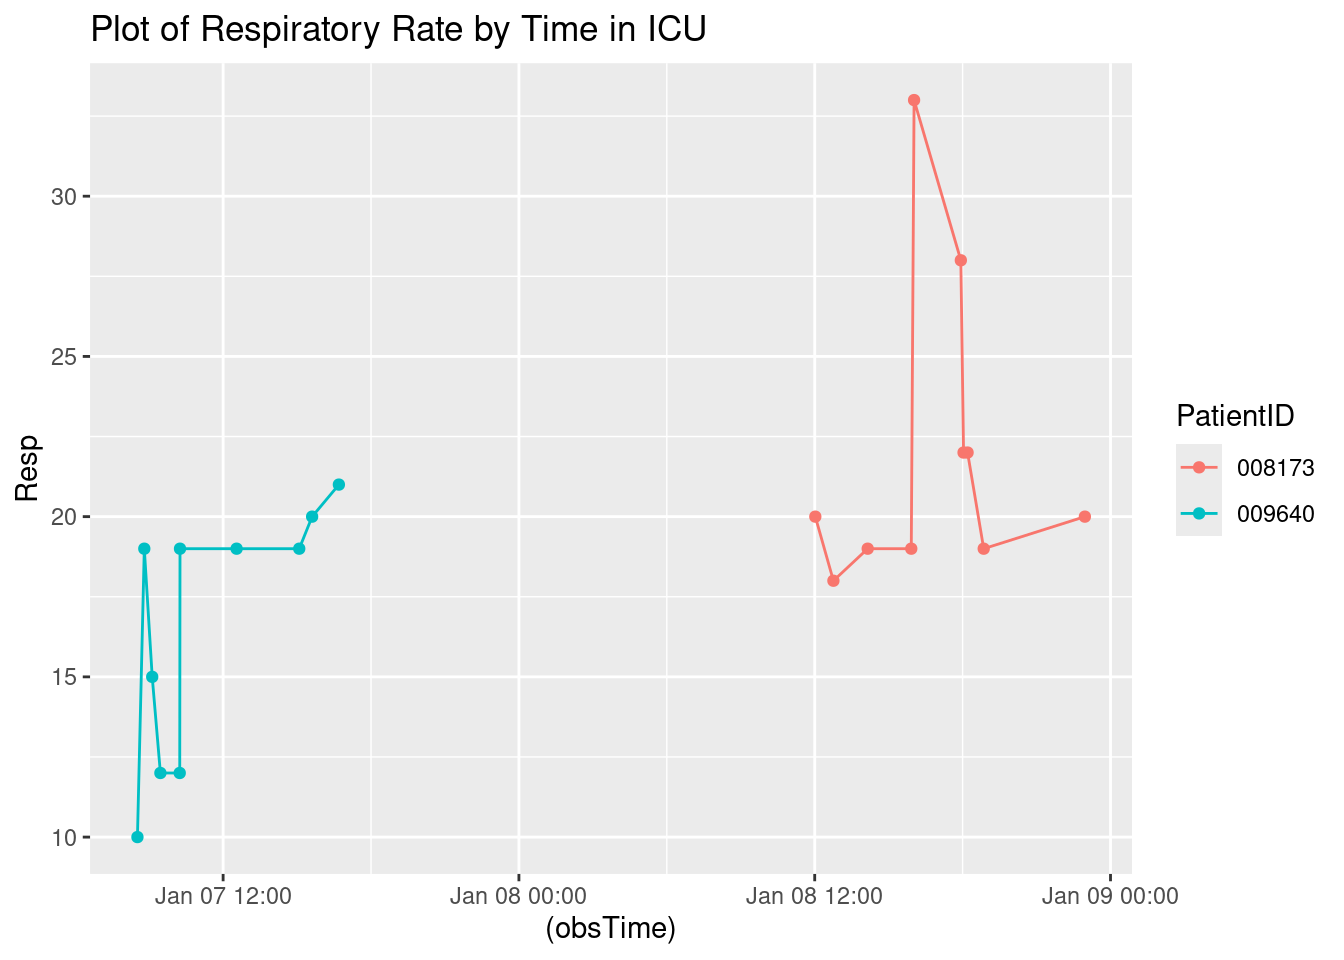 Plot of Respiratory Rate by Time in ICU
Resp
30
25
20
15
10
Jan 07 12:00 Jan 08 00:00 Jan 08 12:00 Jan 09 00:00
(obsTime)
PatientID
008173
009640